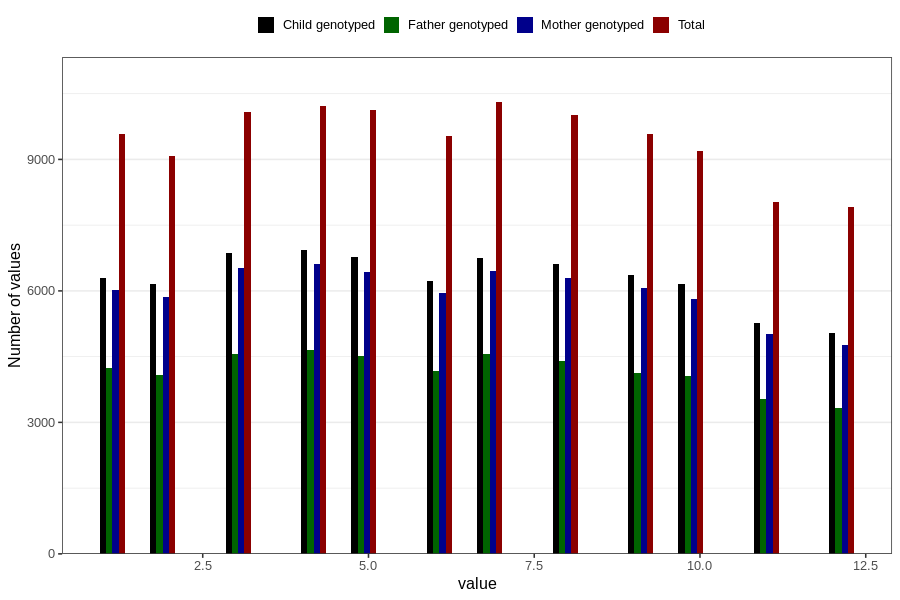 Child genotyped Father genotyped Mother genotyped Total
Number of values
9000
6000
3000
0
2.5 5.0 7.5 10.0 12.5
value